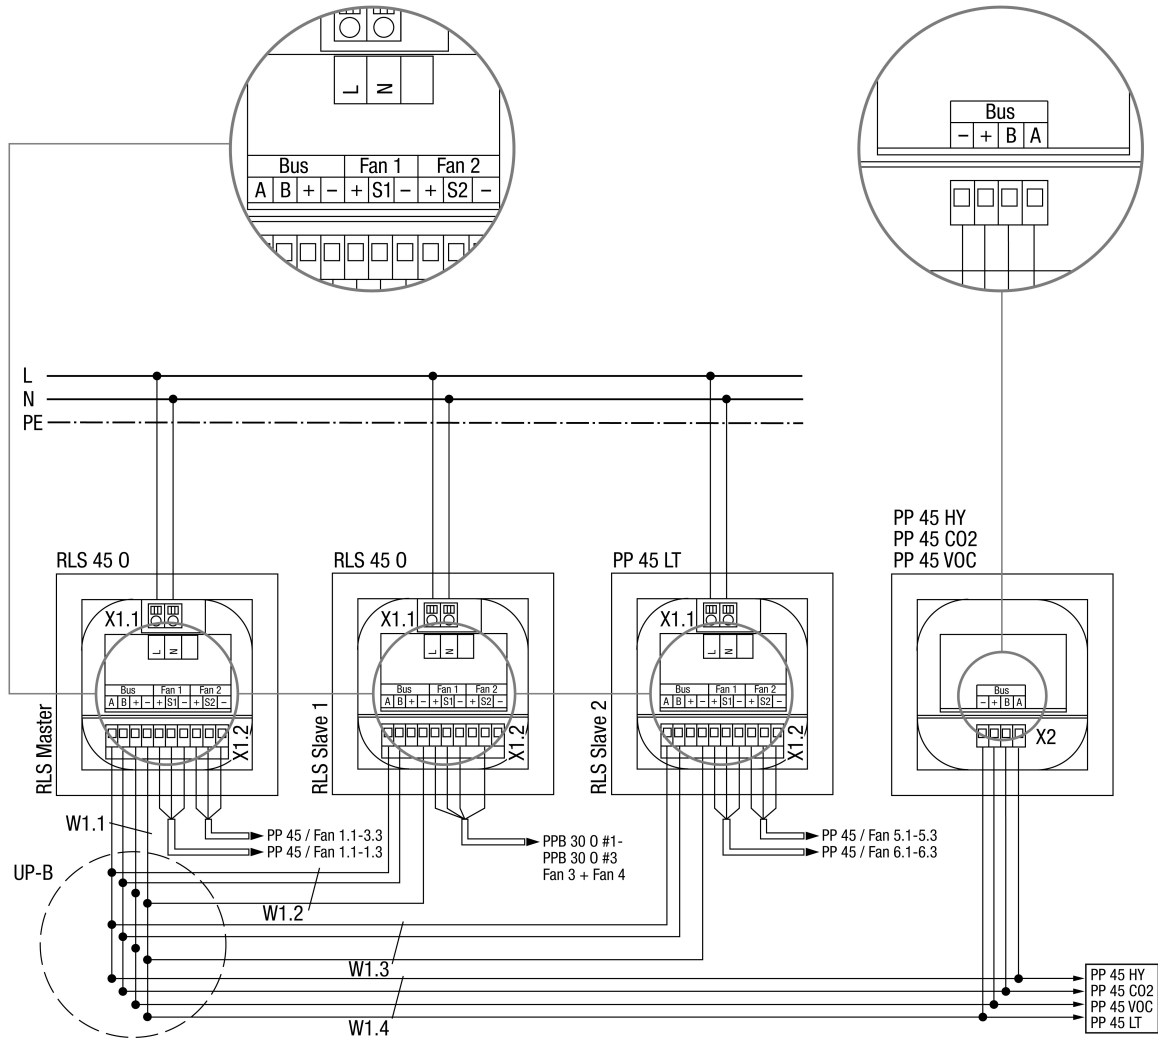 L N
Bus Fan 1 Fan 2
A B + − + S1 − + S2 −
Bus
− + B A
L
N
PE
PP 45 HY
PP 45 CO2
PP 45 VOC
RLS 45 O
RLS 45 O
PP 45 LT
X1.1
X1.1
X1.1
L N
L N
L N
Bus Fan 1 Fan 2
A B + − + S1 − + S2 −
Bus Fan 1 Fan 2
A B + − + S1 − + S2 −
Bus Fan 1 Fan 2
A B + − + S1 − + S2 −
Bus
− + B A
RLS Master
X1.2
RLS Slave 1
X1.2
RLS Slave 2
X1.2
X2
W1.1
PP 45 / Fan 1.1-3.3
PP 45 / Fan 1.1-1.3
PPB 30 O #1-
PPB 30 O #3
Fan 3 + Fan 4
PP 45 / Fan 5.1-5.3
PP 45 / Fan 6.1-6.3
UP-B
W1.2
W1.3
W1.4
PP 45 HY
PP 45 CO2
PP 45 VOC
PP 45 LT